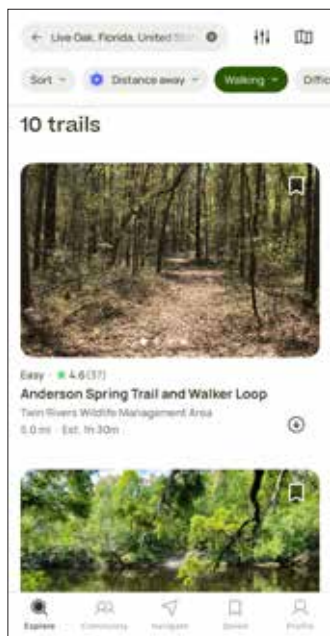 Live Oak, Florida, United
Sort
Distance away
Walking
Diffic
10 trails
Easy · ★ 4.6 (37)
Anderson Spring Trail and Walker Loop
Twin Rivers Wildlife Management Area
5.0 mi · Est. 1h 30m
Explore
Community
Navigate
Saved
Profile